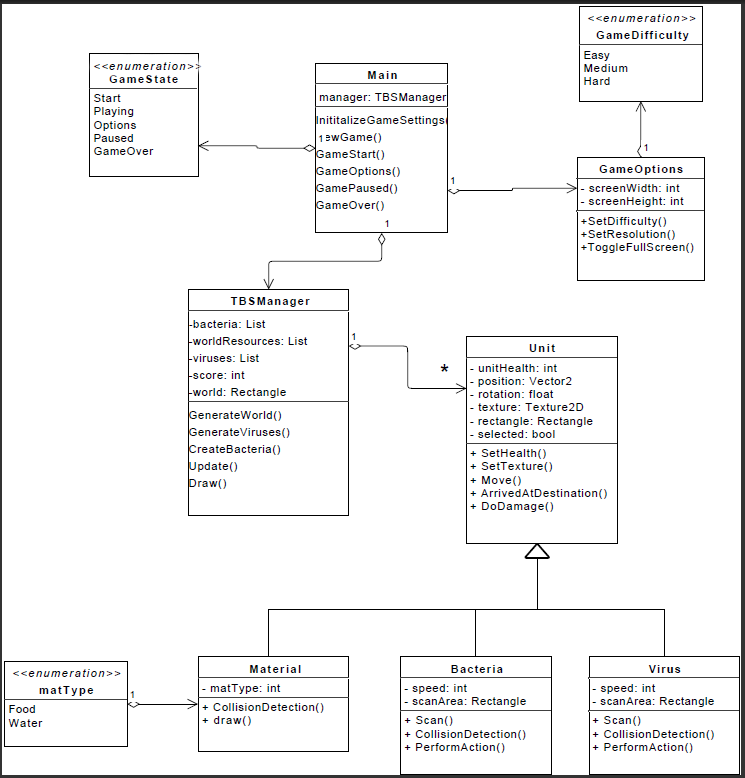 <<enumeration>>
GameDifficulty
Easy
Medium
Hard
<<enumeration>>
GameState
Start
Playing
Options
Paused
GameOver
Main
manager: TBSManager
InititalizeGameSettings(
1 ewGame()
GameStart()
GameOptions()
GamePaused()
GameOver()
1
1
1
GameOptions
- screenWidth: int
- screenHeight: int
+SetDifficulty()
+SetResolution()
+ToggleFullScreen()
TBSManager
-bacteria: List
-worldResources: List
-viruses: List
-score: int
-world: Rectangle
GenerateWorld()
GenerateViruses()
CreateBacteria()
Update()
Draw()
1
*
Unit
- unitHealth: int
- position: Vector2
- rotation: float
- texture: Texture2D
- rectangle: Rectangle
- selected: bool
+ SetHealth()
+ SetTexture()
+ Move()
+ ArrivedAtDestination()
+ DoDamage()
<<enumeration>>
matType
Food
Water
1
Material
- matType: int
+ CollisionDetection()
+ draw()
Bacteria
- speed: int
- scanArea: Rectangle
+ Scan()
+ CollisionDetection()
+ PerformAction()
Virus
- speed: int
- scanArea: Rectangle
+ Scan()
+ CollisionDetection()
+ PerformAction()